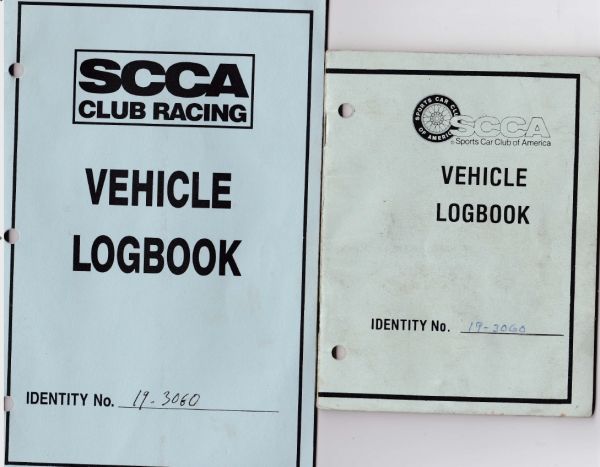 SCCA
CLUB RACING
VEHICLE
LOGBOOK
IDENTITY No. 19-3060
SPORTS CAR CLUB OF AMERICA
SCCA
® Sports Car Club of America
VEHICLE
LOGBOOK
IDENTITY No. 19-3060